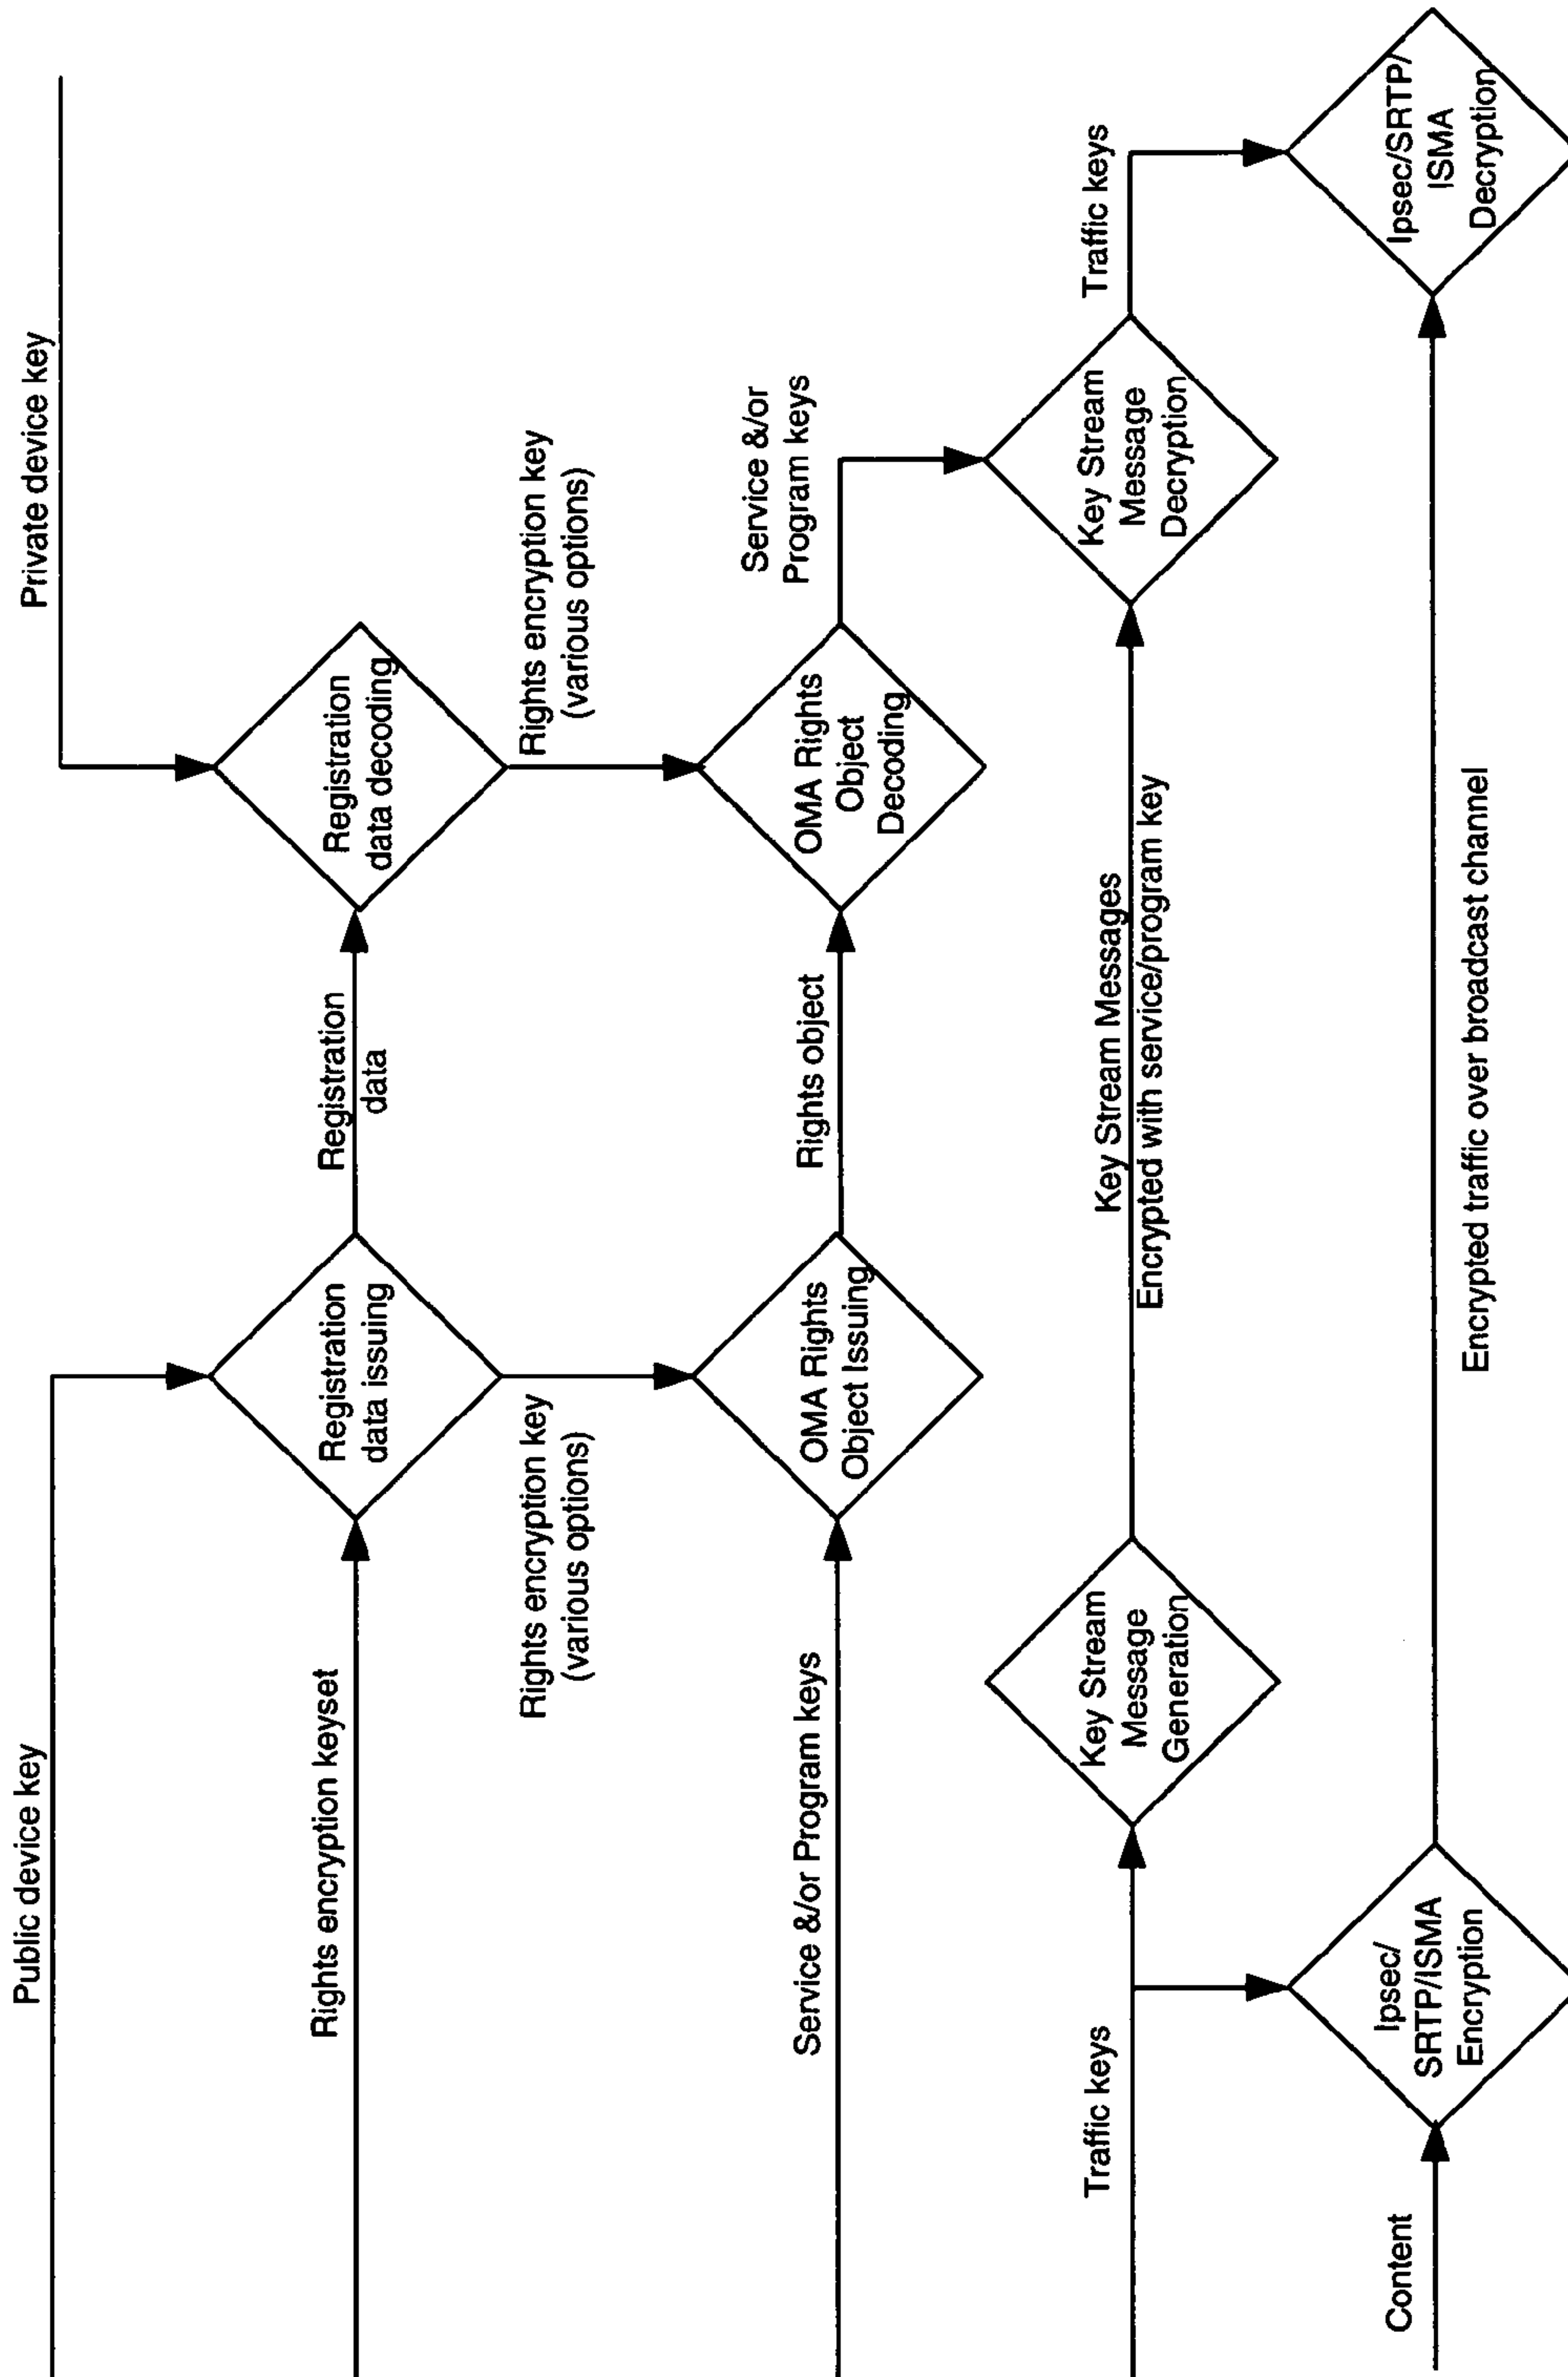 Public device key
Private device key
Rights encryption keyset
Registration
data issuing
Registration
data
Registration
data decoding
Rights encryption key
(various options)
Rights encryption key
(various options)
Service &/or Program keys
OMA Rights
Object Issuing
Rights object
OMA Rights
Object
Decoding
Service &/or
Program keys
Traffic keys
Key Stream
Message
Generation
Key Stream Messages
Encrypted with service/program key
Key Stream
Message
Decryption
Traffic keys
Content
Ipsec/
SRTP/ISMA
Encryption
Encrypted traffic over broadcast channel
Ipsec/SRTP/
ISMA
Decryption